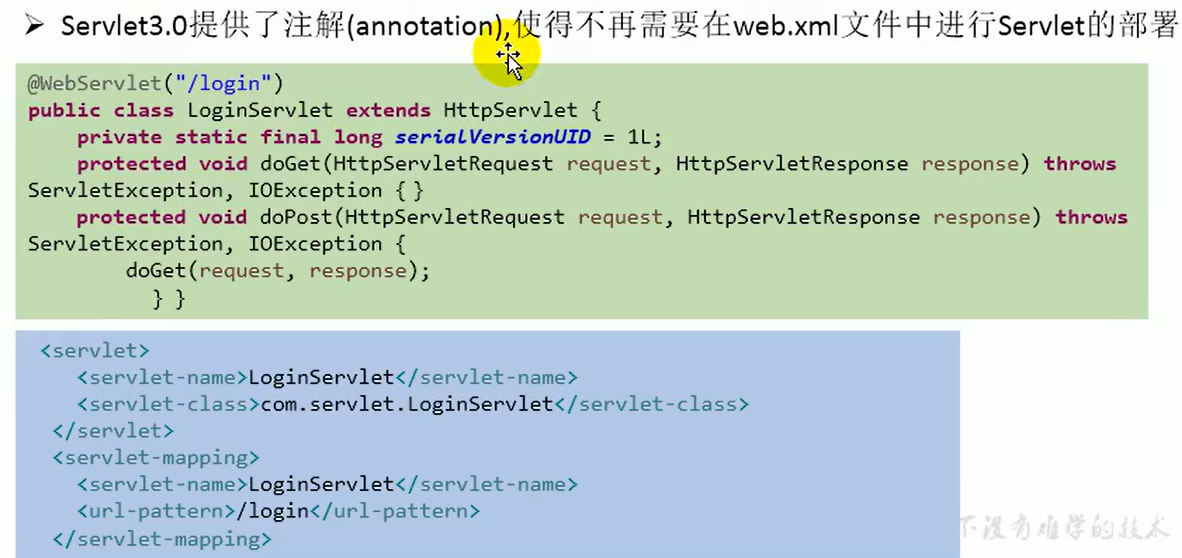 ➢ Servlet3.0提供了注解(annotation),使得不再需要在web.xml文件中进行Servlet的部署
@WebServlet("/login")
public class LoginServlet extends HttpServlet {
private static final long serialVersionUID = 1L;
protected void doGet(HttpServletRequest request, HttpServletResponse response) throws
ServletException, IOException { }
protected void doPost(HttpServletRequest request, HttpServletResponse response) throws
ServletException, IOException {
doGet(request, response);
} }
<servlet>
<servlet-name>LoginServlet</servlet-name>
<servlet-class>com.servlet.LoginServlet</servlet-class>
</servlet>
<servlet-mapping>
<servlet-name>LoginServlet</servlet-name>
<url-pattern>/login</url-pattern>
</servlet-mapping>
下没有难学的技术